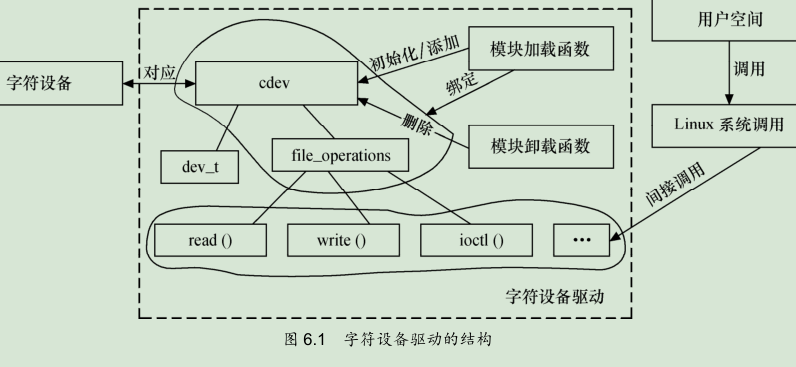 用户空间
模块加载函数
初始化/添加
调用
字符设备
对应
cdev
绑定
Linux 系统调用
删除
模块卸载函数
dev_t
file_operations
间接调用
read ()
write ()
ioctl ()
•••
字符设备驱动
图 6.1 字符设备驱动的结构